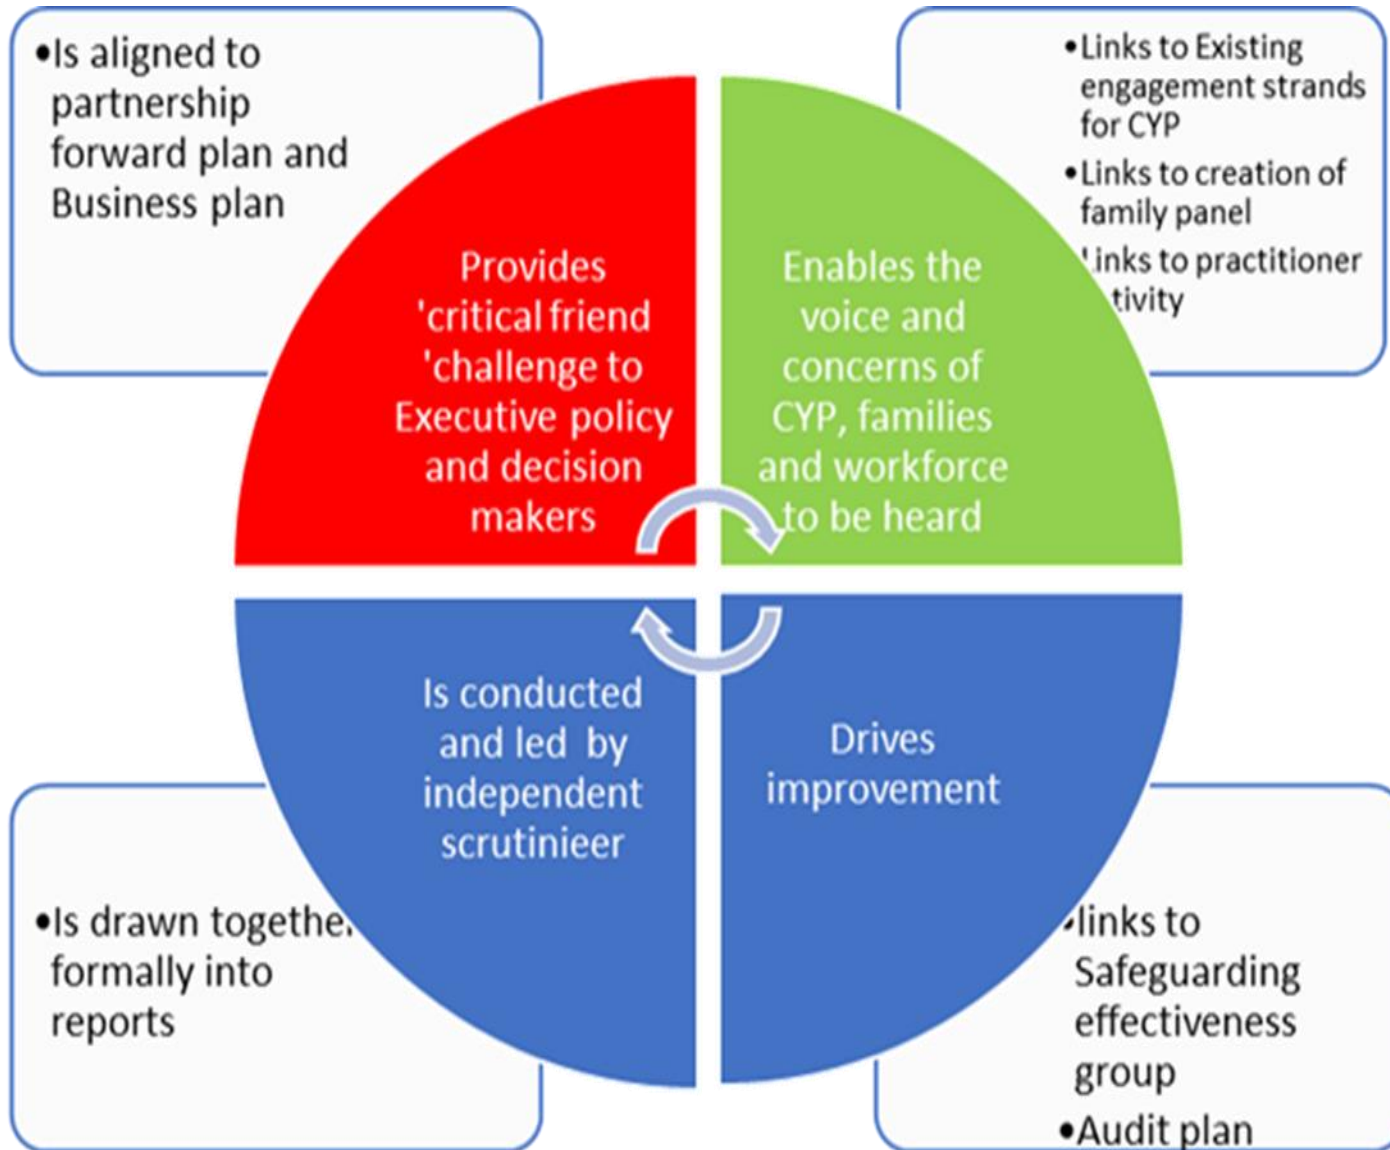 •Is aligned to
partnership
forward plan and
Business plan
•Links to Existing
engagement strands
for CYP
•Links to creation of
family panel
Links to practitioner
tivity
Provides
'critical friend
'challenge to
Executive policy
and decision
makers
Enables the
voice and
concerns of
CYP, families
and workforce
to be heard
Is conducted
and led by
independent
scrutinieer
Drives
improvement
•Is drawn together
formally into
reports
•links to
Safeguarding
effectiveness
group
•Audit plan